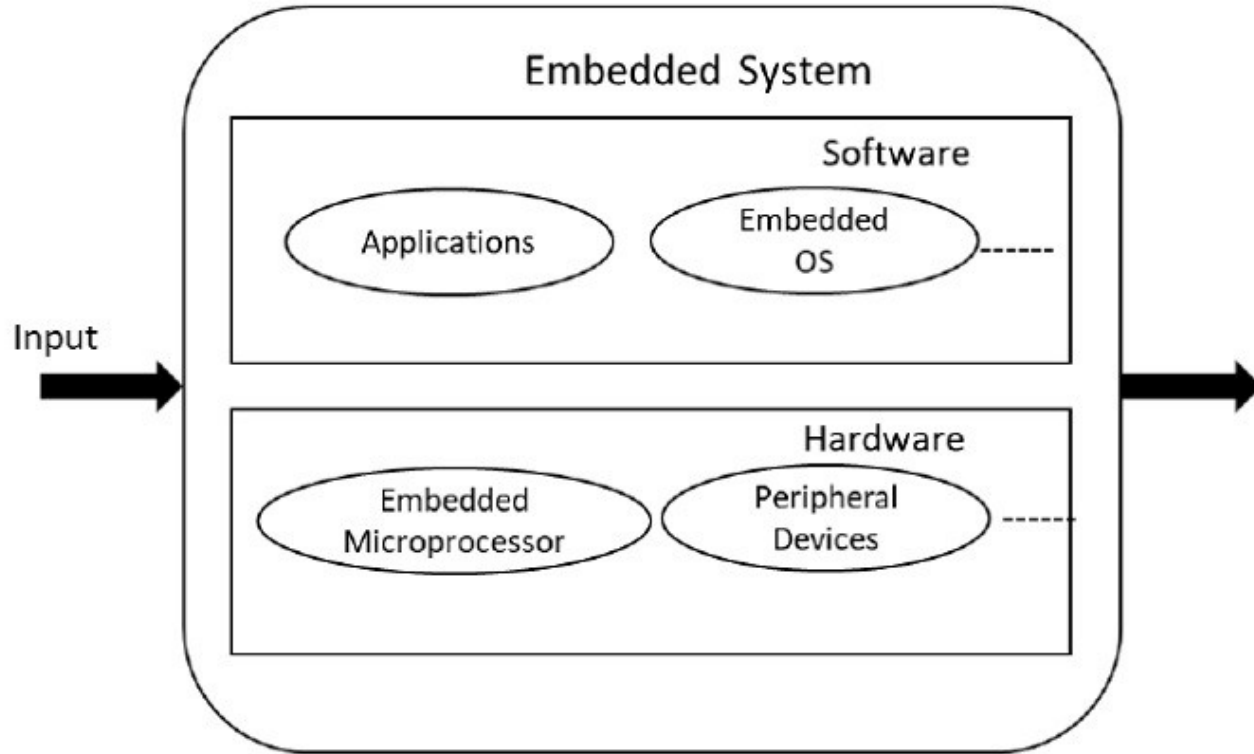 Embedded System
Software
Applications
Embedded
OS
Input
Hardware
Embedded
Microprocessor
Peripheral
Devices